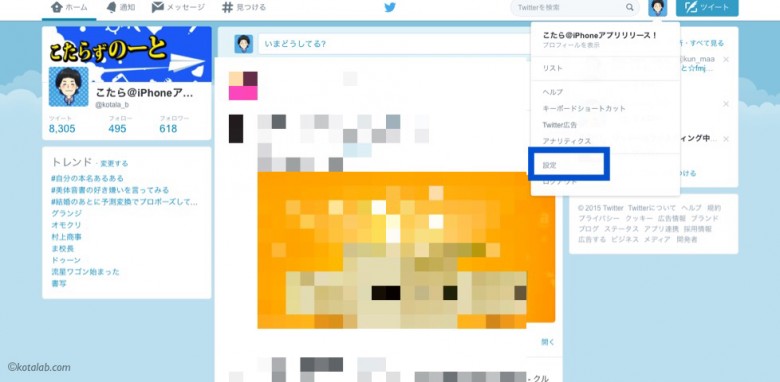 ホーム 通知 メッセージ # 見つける
Twitterを検索
ツイート
こたらずのーと
こたら@iPhoneア...
@kotala_b
ツイート フォロー フォロワー
8,305 495 618
トレンド・変更する
#自分の本名あるある
#美体音書の好き嫌いを言ってみる
#結婚のあとに予測変換でプロポーズして...
グランジ
オモクリ
村上商事
ま校長
ドゥーン
流星ワゴン始まった
書写
いまどうしてる?
こたら@iPhoneアプリリリース!
プロフィールを表示
リスト
ヘルプ
キーボードショートカット
Twitter広告
アナリティクス
設定
ログアウト
すべて見る
kun_maa
と☆fmj...
ィング中...
ける
© 2015 Twitter Twitterについて ヘルプ 規約
プライバシー クッキー 広告情報 ブランド
ブログ ステータス アプリ連携 採用情報
広告する ビジネス メディア 開発者
開く
- クル
©kotalab.com